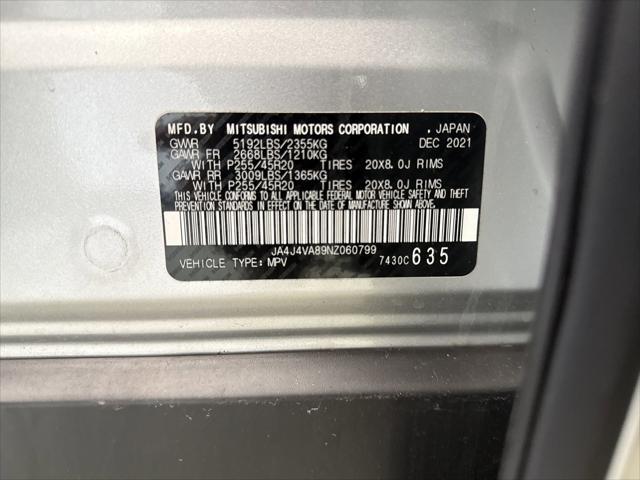 MFD.BY MITSUBISHI MOTORS CORPORATION . JAPAN
GVWR 5192LBS/2355KG DEC 2021
GAWR FR 2668LBS/1210KG
WITH P255/45R20 TIRES 20X8.0J RIMS
GAWR RR 3009LBS/1365KG
WITH P255/45R20 TIRES 20X8.0J RIMS
THIS VEHICLE CONFORMS TO ALL APPLICABLE FEDERAL MOTOR VEHICLE SAFETY AND THEFT
PREVENTION STANDARDS IN EFFECT ON THE DATE OF MANUFACTURE SHOWN ABOVE.
JA4J4VA89NZ060799
VEHICLE TYPE:MPV 7430C 635